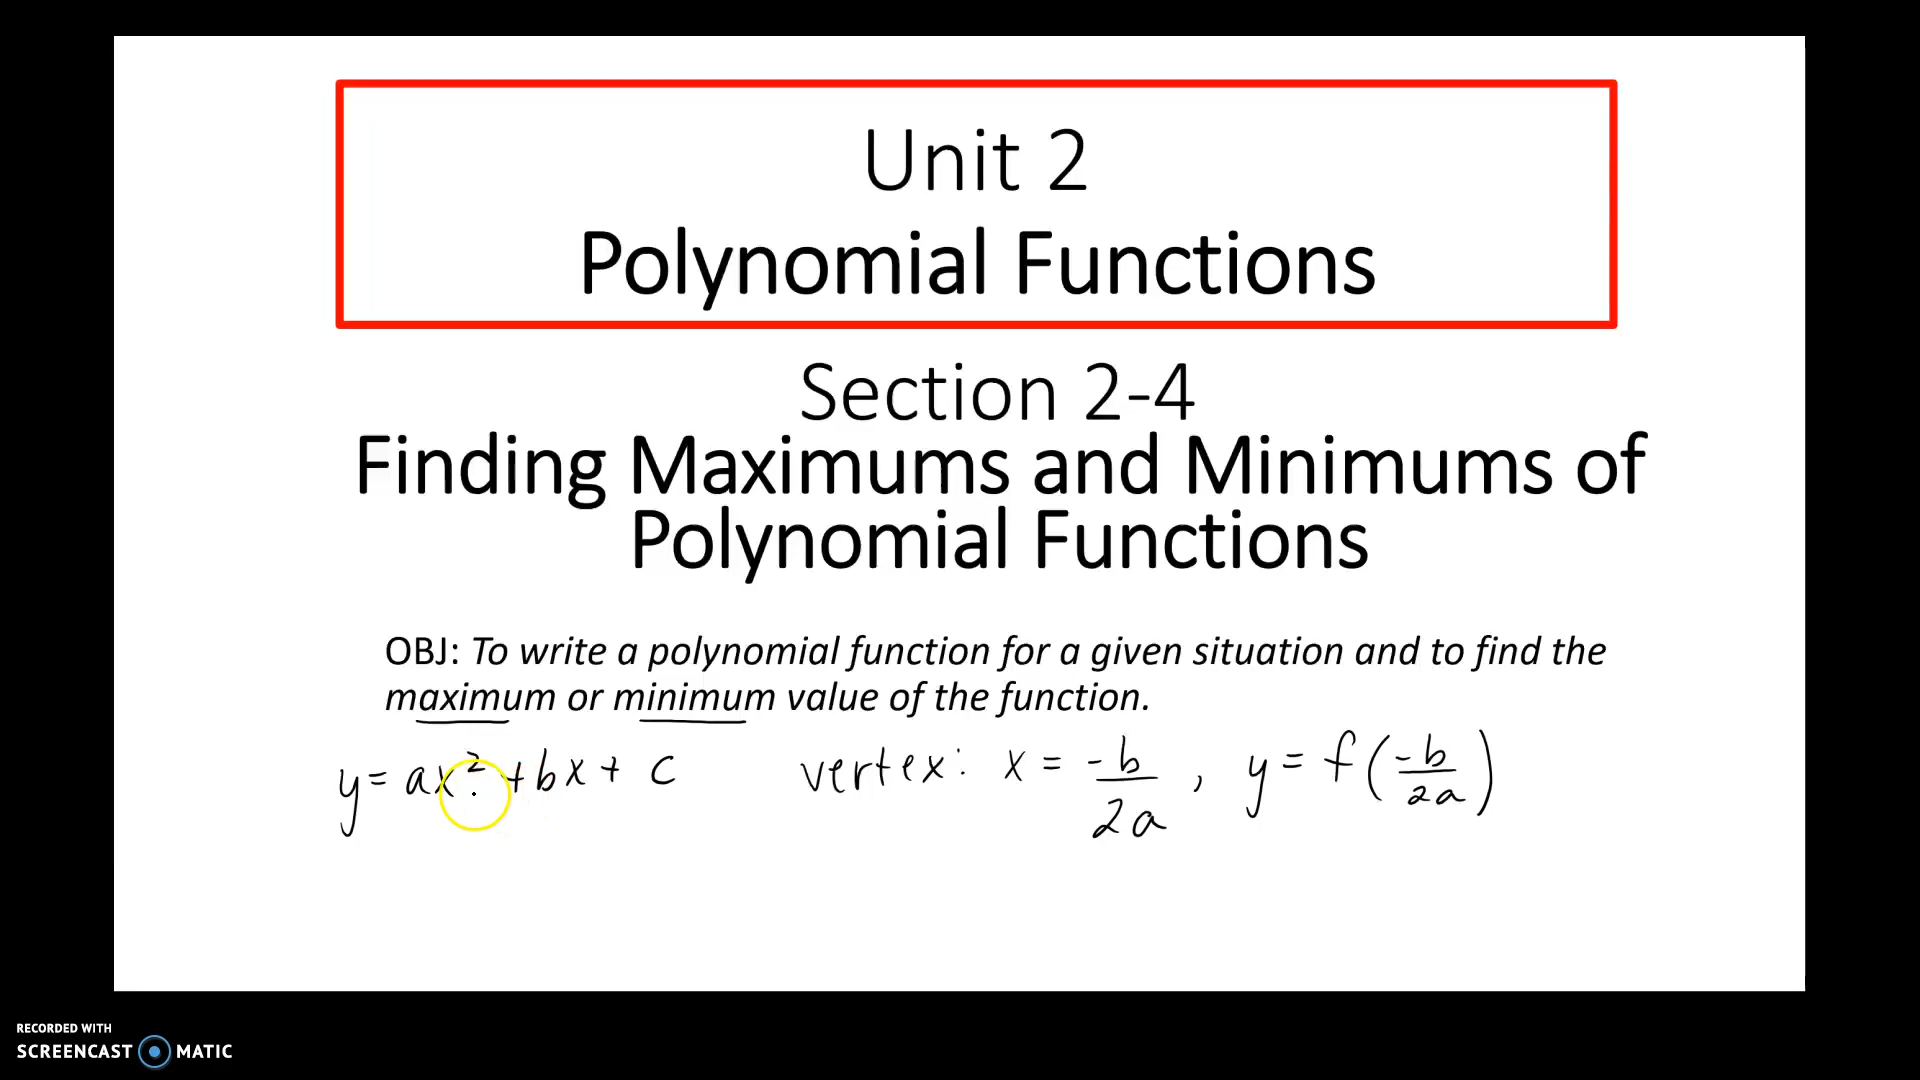 Unit 2
Polynomial Functions
Section 2-4
Finding Maximums and Minimums of
Polynomial Functions
OBJ: To write a polynomial function for a given situation and to find the
maximum or minimum value of the function.
y = ax² + bx + c vertex: x = -b/2a , y = f(-b/2a)
RECORDED WITH
SCREENCAST MATIC